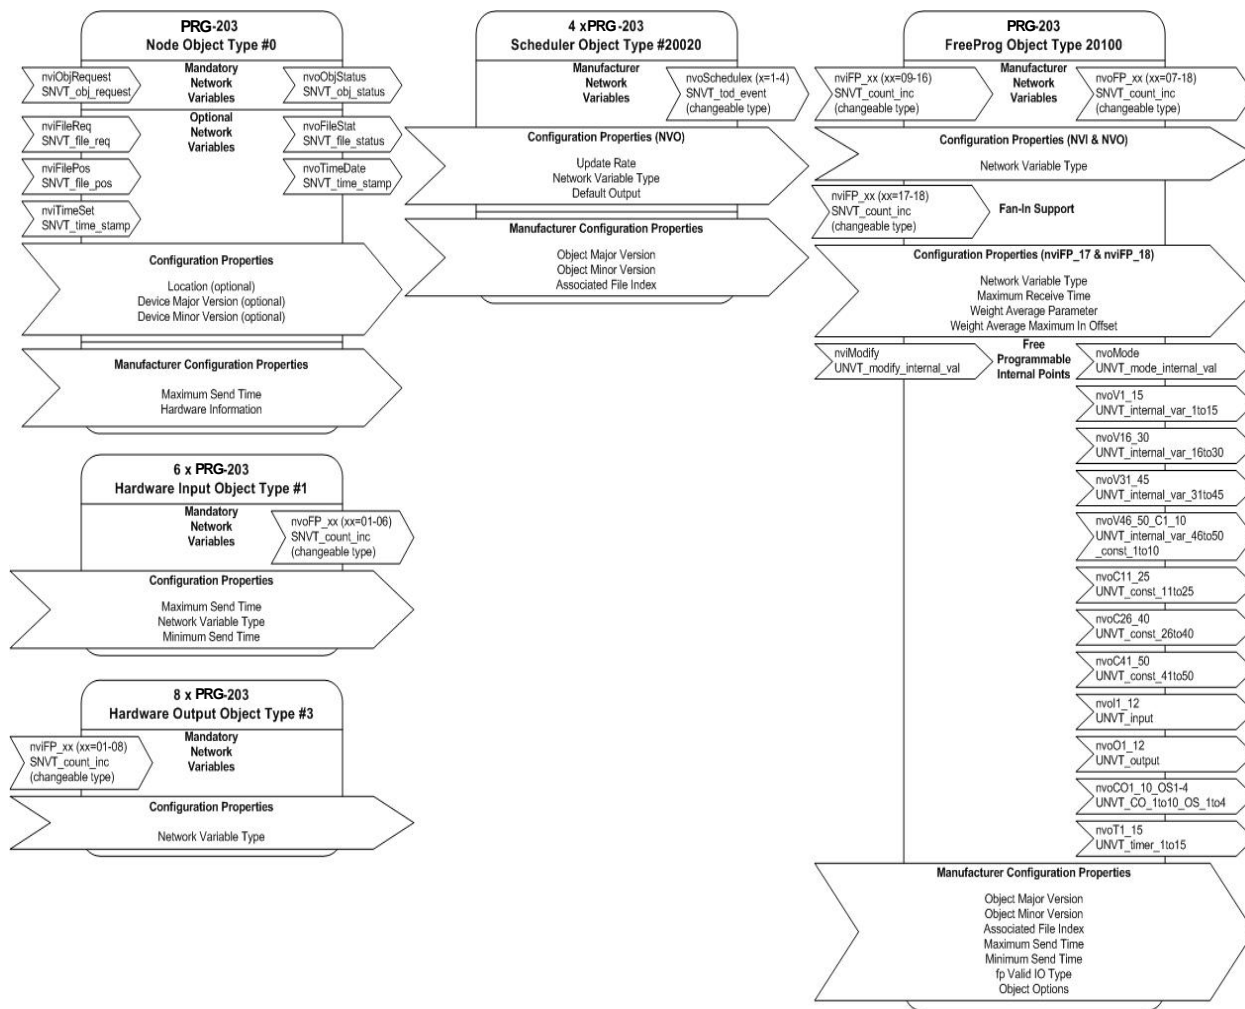 PRG-203
Node Object Type #0
nviObjRequest
SNVT_obj_request
Mandatory
Network
Variables
nvoObjStatus
SNVT_obj_status
nviFileReq
SNVT_file_req
Optional
Network
Variables
nvoFileStat
SNVT_file_status
nviFilePos
SNVT_file_pos
nvoTimeDate
SNVT_time_stamp
nviTimeSet
SNVT_time_stamp
Configuration Properties
Location (optional)
Device Major Version (optional)
Device Minor Version (optional)
Manufacturer Configuration Properties
Maximum Send Time
Hardware Information
6 x PRG-203
Hardware Input Object Type #1
Mandatory
Network
Variables
nvoFP_xx (xx=01-06)
SNVT_count_inc
(changeable type)
Configuration Properties
Maximum Send Time
Network Variable Type
Minimum Send Time
8 x PRG-203
Hardware Output Object Type #3
Mandatory
Network
Variables
nviFP_xx (xx=01-08)
SNVT_count_inc
(changeable type)
Configuration Properties
Network Variable Type
4 xPRG-203
Scheduler Object Type #20020
Manufacturer
Network
Variables
nvoSchedulex (x=1-4)
SNVT_tod_event
(changeable type)
Configuration Properties (NVO)
Update Rate
Network Variable Type
Default Output
Manufacturer Configuration Properties
Object Major Version
Object Minor Version
Associated File Index
PRG-203
FreeProg Object Type 20100
nviFP_xx (xx=09-16)
SNVT_count_inc
(changeable type)
Manufacturer
Network
Variables
nvoFP_xx (xx=07-18)
SNVT_count_inc
(changeable type)
Configuration Properties (NVI & NVO)
Network Variable Type
nviFP_xx (xx=17-18)
SNVT_count_inc
(changeable type)
Fan-In Support
Configuration Properties (nviFP_17 & nviFP_18)
Network Variable Type
Maximum Receive Time
Weight Average Parameter
Weight Average Maximum In Offset
nviModify
UNVT_modify_internal_val
Free
Programmable
Internal Points
nvoMode
UNVT_mode_internal_val
nvoV1_15
UNVT_internal_var_1to15
nvoV16_30
UNVT_internal_var_16to30
nvoV31_45
UNVT_internal_var_31to45
nvoV46_50_C1_10
UNVT_internal_var_46to50
_const_1to10
nvoC11_25
UNVT_const_11to25
nvoC26_40
UNVT_const_26to40
nvoC41_50
UNVT_const_41to50
nvoI1_12
UNVT_input
nvoO1_12
UNVT_output
nvoCO1_10_OS1-4
UNVT_CO_1to10_OS_1to4
nvoT1_15
UNVT_timer_1to15
Manufacturer Configuration Properties
Object Major Version
Object Minor Version
Associated File Index
Maximum Send Time
Minimum Send Time
fp Valid IO Type
Object Options